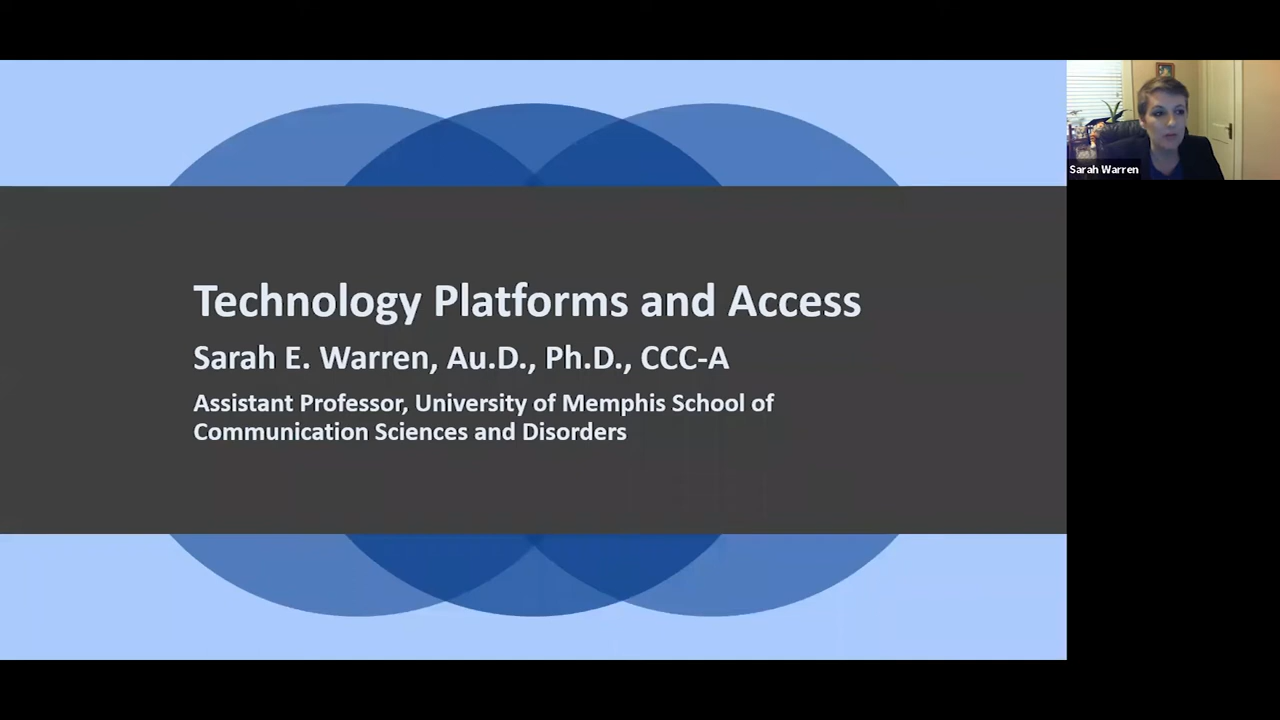 Technology Platforms and Access
Sarah E. Warren, Au.D., Ph.D., CCC-A
Assistant Professor, University of Memphis School of
Communication Sciences and Disorders
Sarah Warren